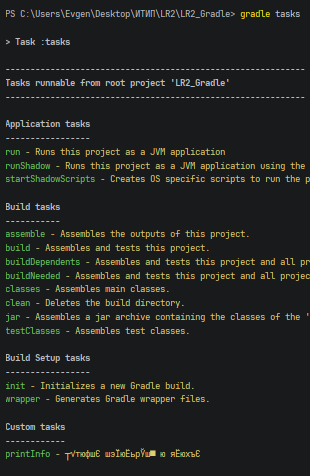 PS C:\Users\Evgen\Desktop\ИТИП\LR2\LR2_Gradle> gradle tasks
> Task :tasks
------------------------------------------------------------
Tasks runnable from root project 'LR2_Gradle'
------------------------------------------------------------
Application tasks
-----------------
run - Runs this project as a JVM application
runShadow - Runs this project as a JVM application using the
startShadowScripts - Creates OS specific scripts to run the p
Build tasks
-----------
assemble - Assembles the outputs of this project.
build - Assembles and tests this project.
buildDependents - Assembles and tests this project and all pr
buildNeeded - Assembles and tests this project and all projec
classes - Assembles main classes.
clean - Deletes the build directory.
jar - Assembles a jar archive containing the classes of the '
testClasses - Assembles test classes.
Build Setup tasks
-----------------
init - Initializes a new Gradle build.
wrapper - Generates Gradle wrapper files.
Custom tasks
------------
printInfo -